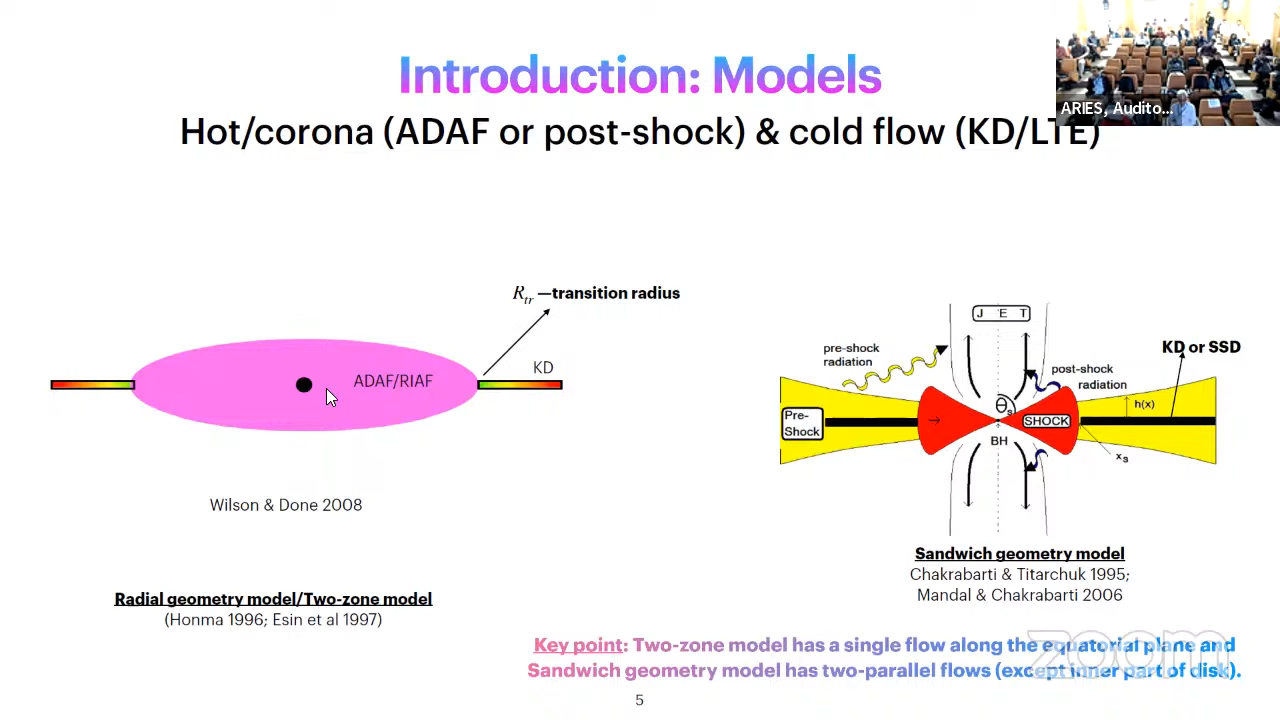 Introduction: Models
ARIES, Audito...
Hot/corona (ADAF or post-shock) & cold flow (KD/LTE)
R_tr —transition radius
KD
ADAF/RIAF
Wilson & Done 2008
Radial geometry model/Two-zone model
(Honma 1996; Esin et al 1997)
J E T
pre-shock
radiation
KD or SSD
post-shock
radiation
θ_s
h(x)
Pre-
Shock
SHOCK
BH
x_s
Sandwich geometry model
Chakrabarti & Titarchuk 1995;
Mandal & Chakrabarti 2006
Key point: Two-zone model has a single flow along the equatorial plane and
Sandwich geometry model has two-parallel flows (except inner part of disk).
zoom
5